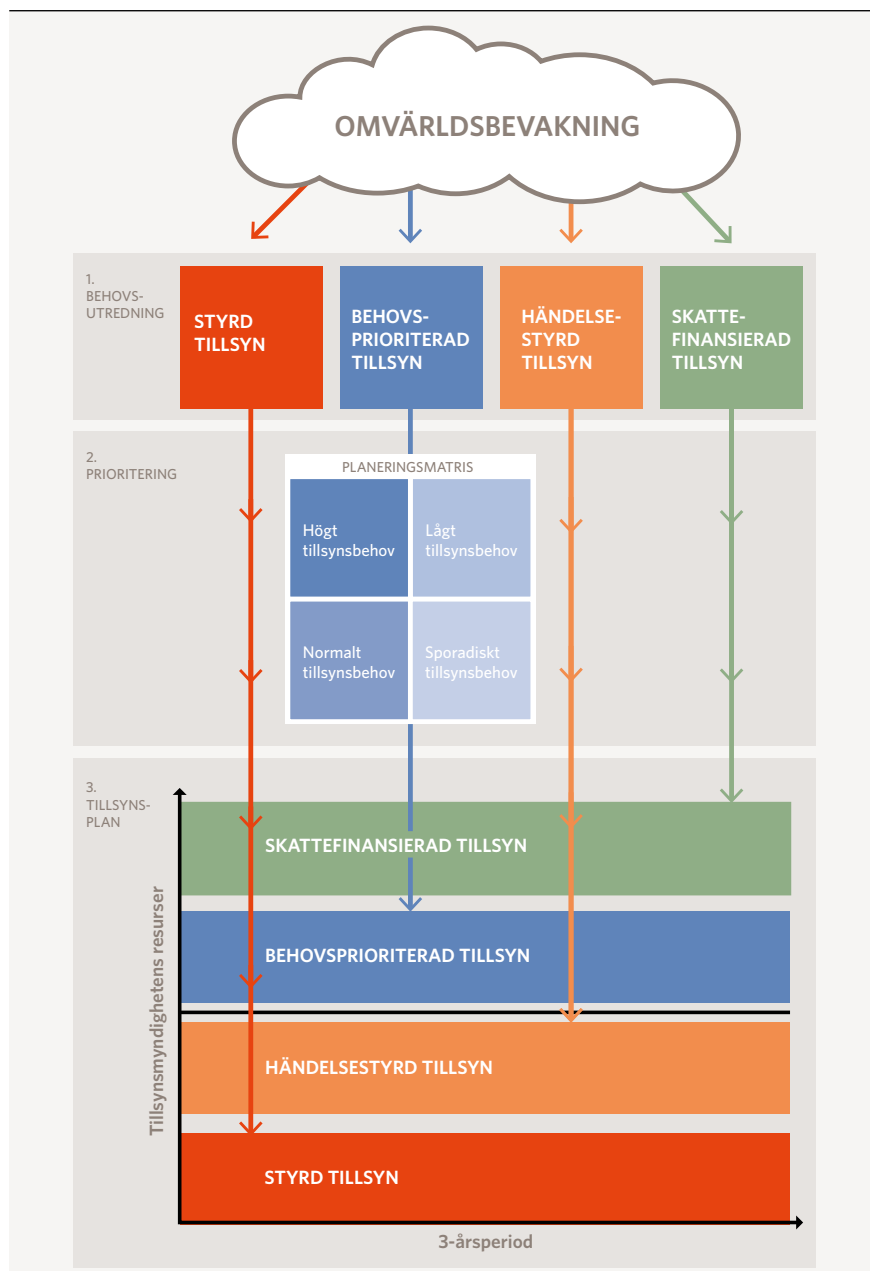 OMVÄRLDSBEVAKNING
1.
BEHOVS-
UTREDNING
STYRD
TILLSYN
BEHOVS-
PRIORITERAD
TILLSYN
HÄNDELSE-
STYRD
TILLSYN
SKATTE-
FINANSIERAD
TILLSYN
2.
PRIORITERING
PLANERINGSMATRIS
Högt
tillsynsbehov
Lågt
tillsynsbehov
Normalt
tillsynsbehov
Sporadiskt
tillsynsbehov
3.
TILLSYNS-
PLAN
Tillsynsmyndighetens resurser
SKATTEFINANSIERAD TILLSYN
BEHOVSPRIORITERAD TILLSYN
HÄNDELSESTYRD TILLSYN
STYRD TILLSYN
3-årsperiod